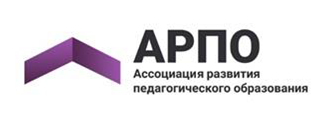 АРПО
Ассоциация развития
педагогического образования